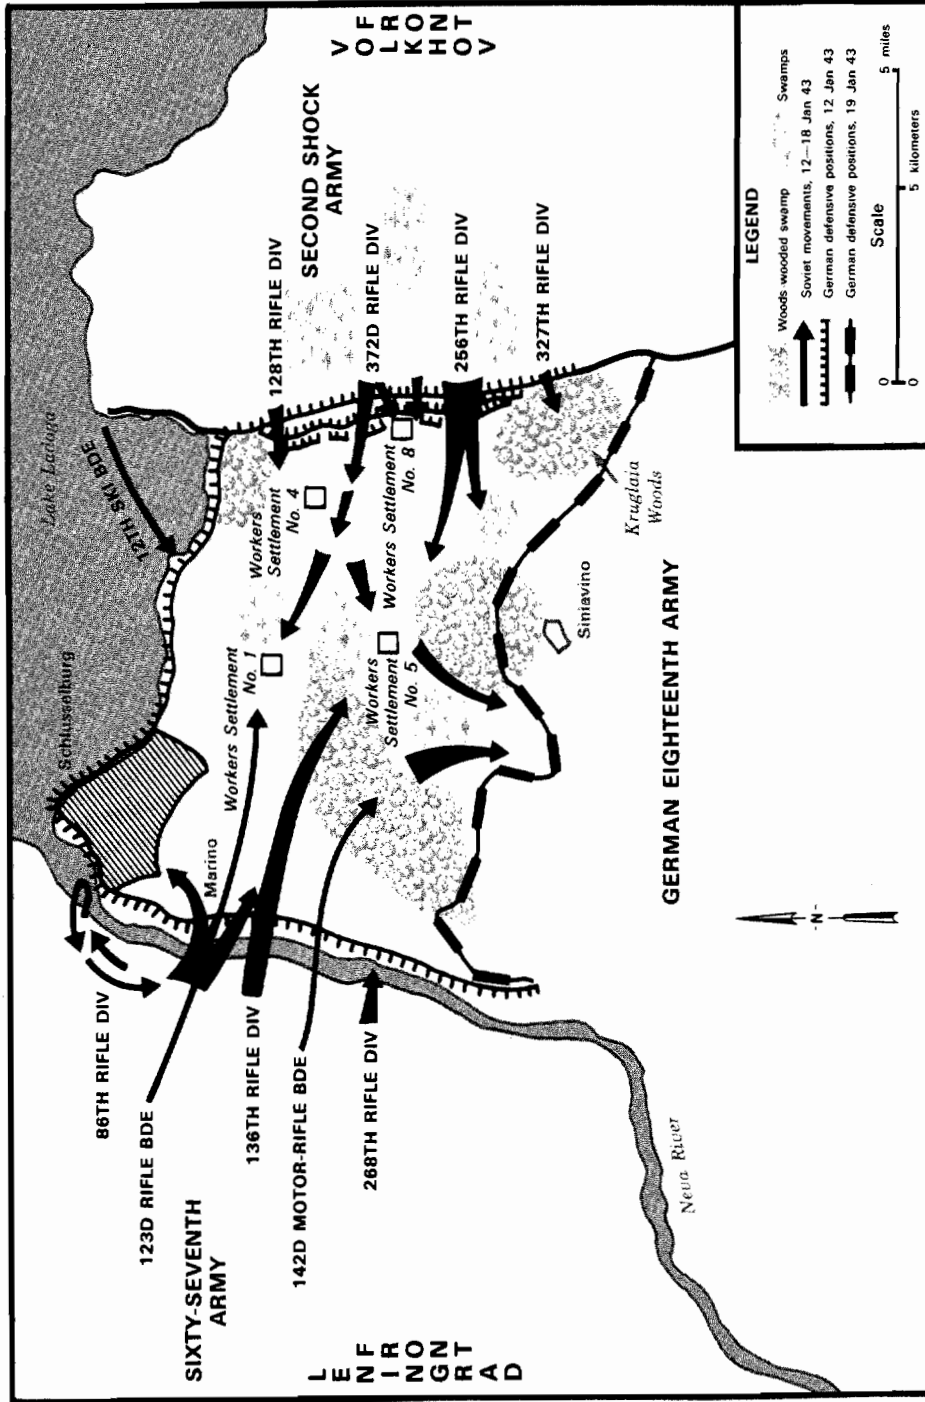 V O L K H O V
F R O N T
SECOND SHOCK
ARMY
128TH RIFLE DIV
372D RIFLE DIV
256TH RIFLE DIV
327TH RIFLE DIV
Lake Ladoga
12TH SKI BDE
Workers
Settlement
No. 4
Workers Settlement
No. 8
Workers Settlement
No. 1
Workers
Settlement
No. 5
Schlusselburg
Marino
Kruglaia
Woods
Siniavino
GERMAN EIGHTEENTH ARMY
86TH RIFLE DIV
123D RIFLE BDE
136TH RIFLE DIV
142D MOTOR-RIFLE BDE
268TH RIFLE DIV
SIXTY-SEVENTH
ARMY
L E N I N G R A D
F R O N T
Neva River
-N-
LEGEND
Woods wooded swamp
Swamps
Soviet movements, 12–18 Jan 43
German defensive positions, 12 Jan 43
German defensive positions, 19 Jan 43
Scale
0
5 miles
0
5 kilometers